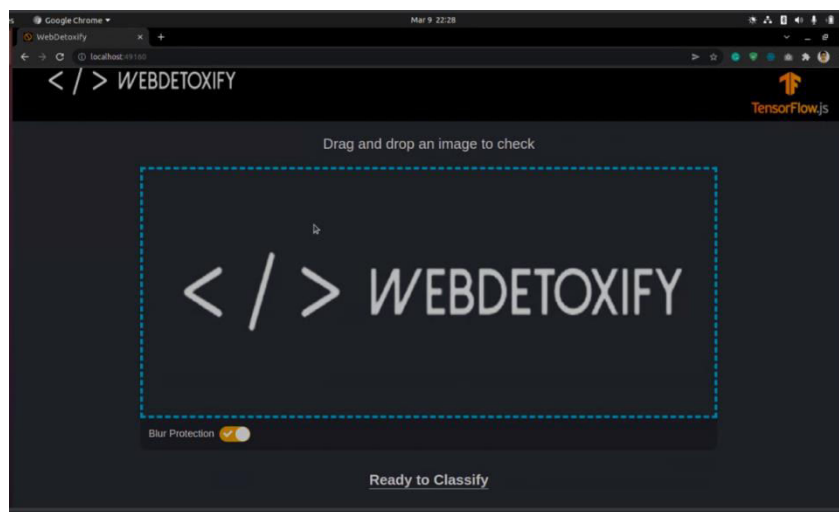 Google Chrome
Mar 9 22:28
WebDetoxify
localhost:49160
</> WEBDETOXIFY
TensorFlow.js
Drag and drop an image to check
</> WEBDETOXIFY
Blur Protection
Ready to Classify